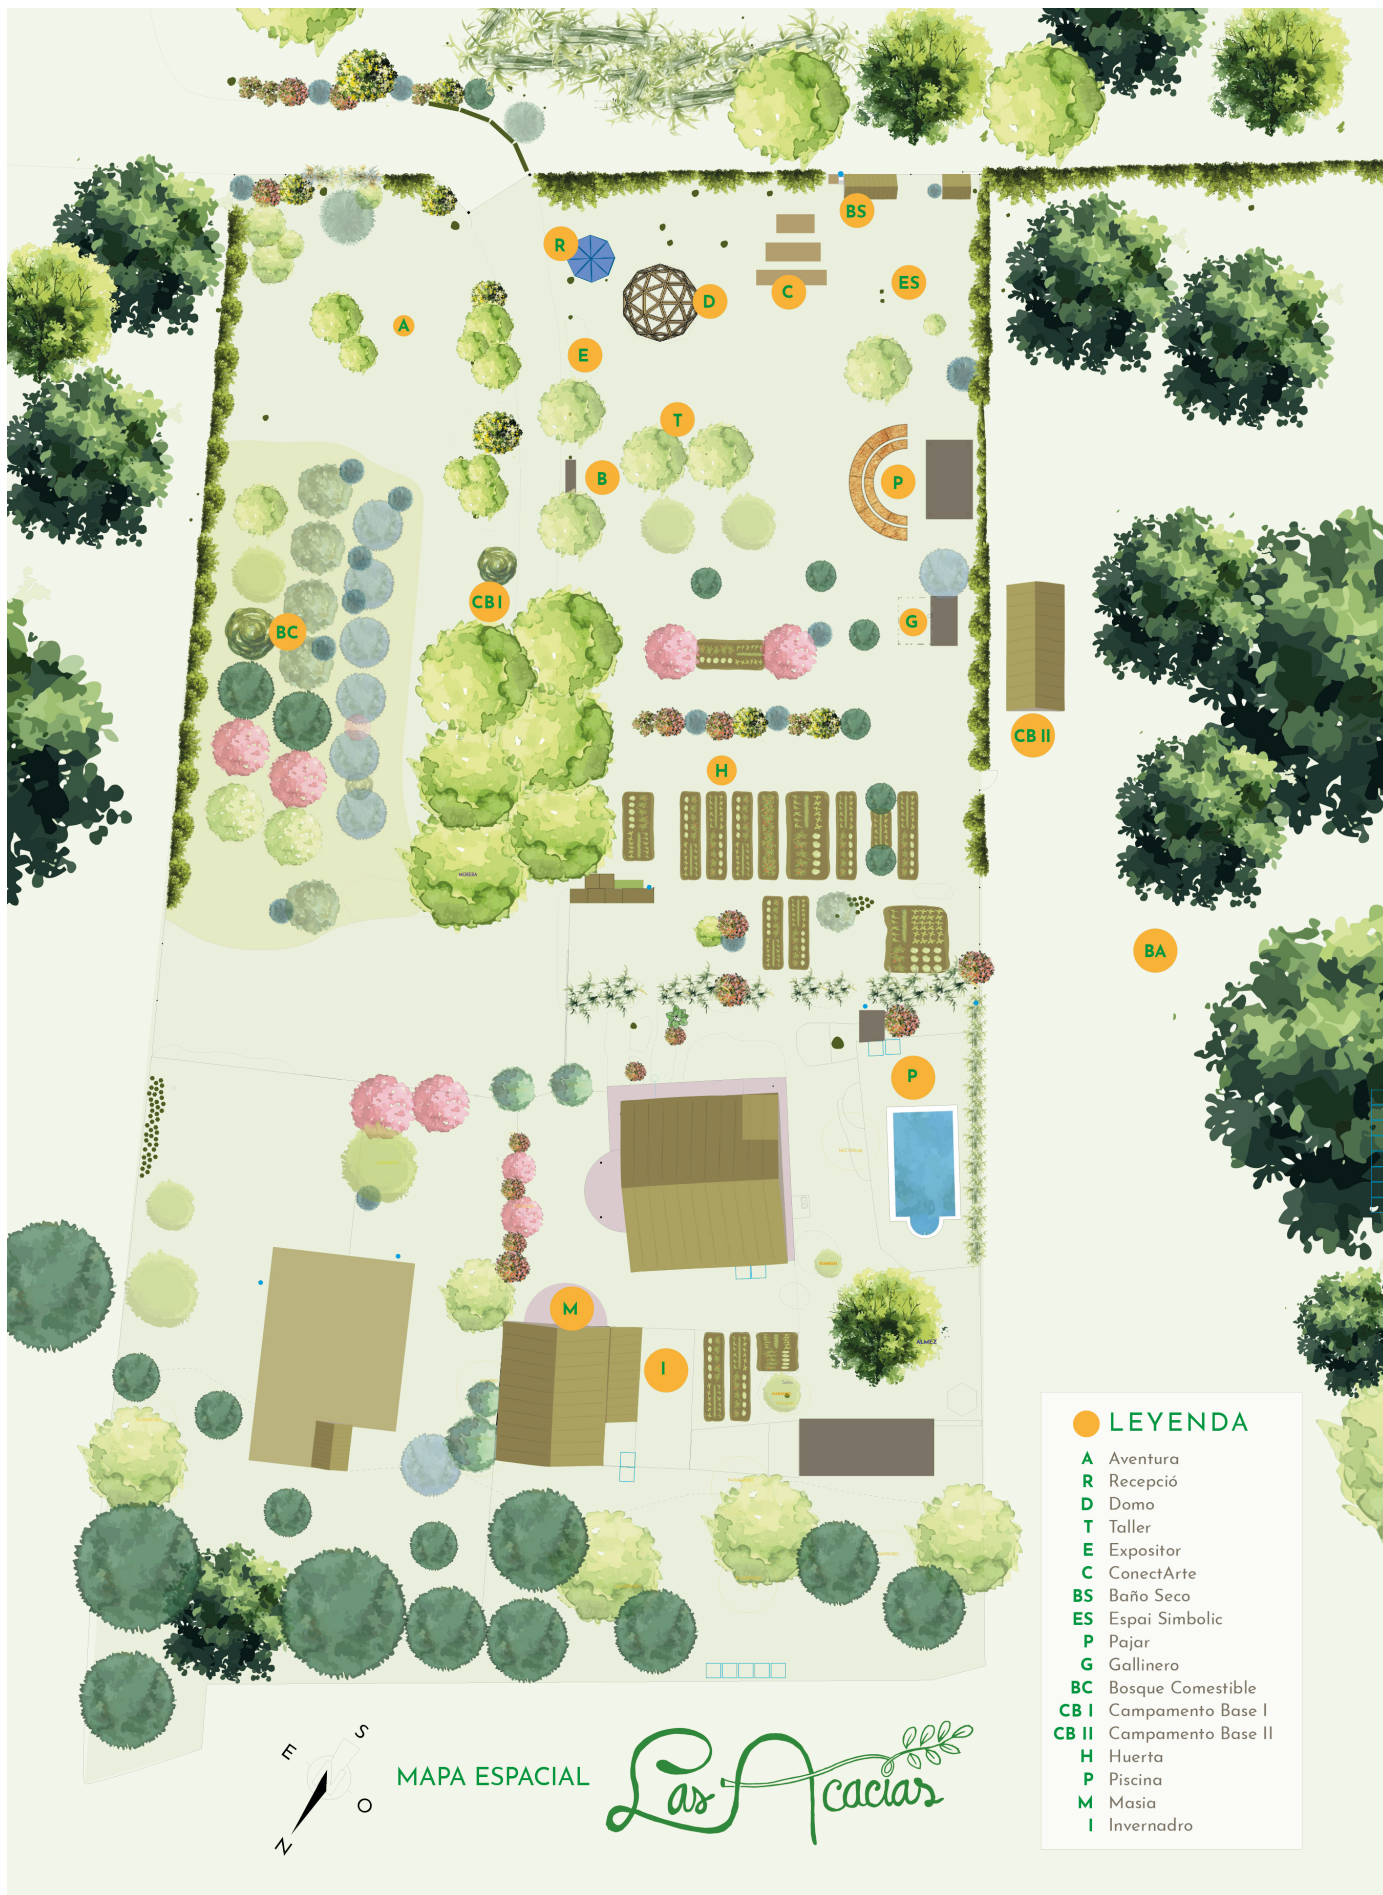 BS
R
ES
C
D
A
E
T
B
P
CB I
G
BC
CB II
H
MORERA
BA
P
M
ALMEZ
I
LEYENDA
A Aventura
R Recepció
D Domo
T Taller
E Expositor
C ConectArte
BS Baño Seco
ES Espai Simbolic
P Pajar
G Gallinero
BC Bosque Comestible
CB I Campamento Base I
CB II Campamento Base II
H Huerta
P Piscina
M Masia
I Invernadro
S
E
O
N
MAPA ESPACIAL
Las Acacias